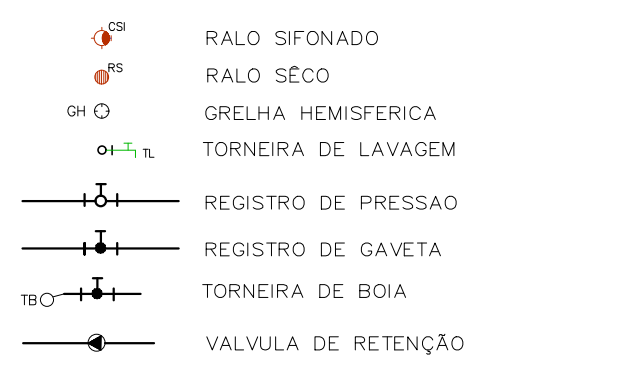 CSI RALO SIFONADO
RS RALO SÊCO
GH GRELHA HEMISFERICA
TL TORNEIRA DE LAVAGEM
REGISTRO DE PRESSAO
REGISTRO DE GAVETA
TB TORNEIRA DE BOIA
VALVULA DE RETENÇÃO